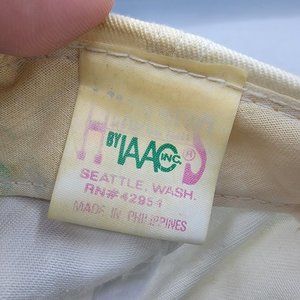 BY IAAC INC. ®
SEATTLE, WASH.
RN#42954
MADE IN PHILIPPINES